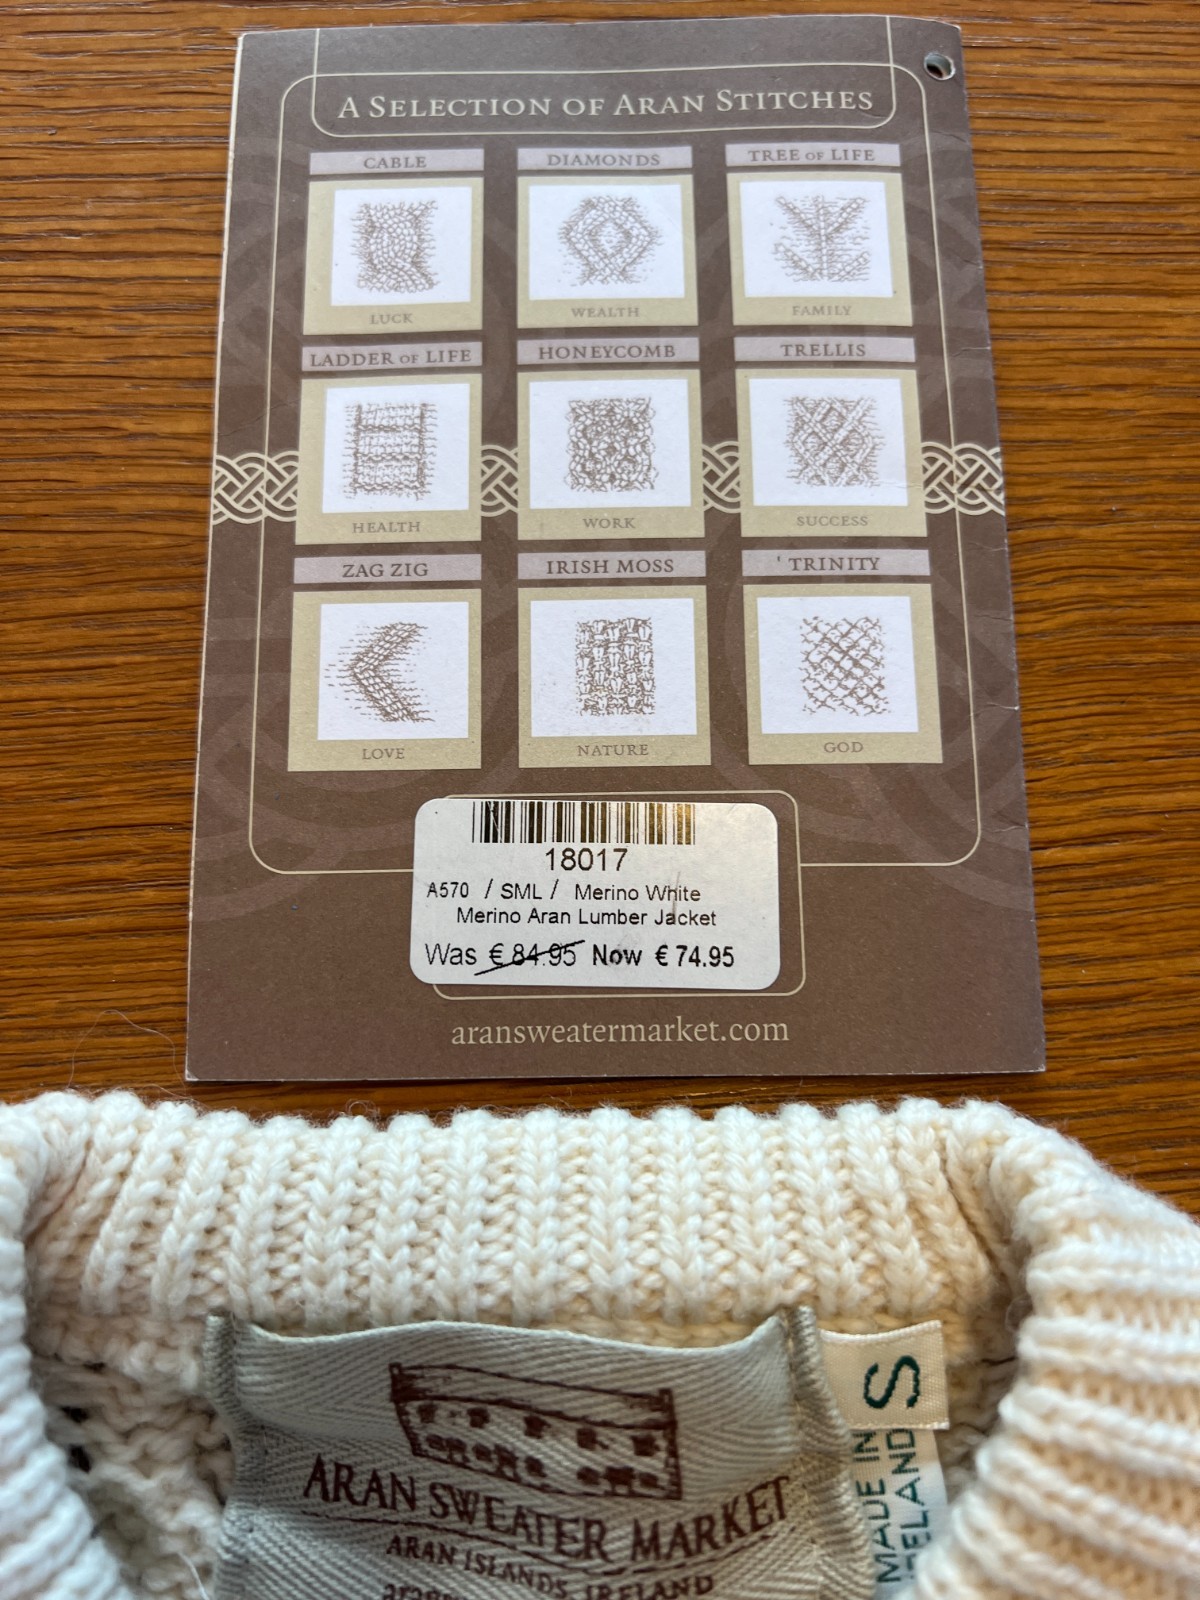 A SELECTION OF ARAN STITCHES
CABLE
LUCK
DIAMONDS
WEALTH
TREE OF LIFE
FAMILY
LADDER OF LIFE
HEALTH
HONEYCOMB
WORK
TRELLIS
SUCCESS
ZAG ZIG
LOVE
IRISH MOSS
NATURE
TRINITY
GOD
18017
A570 / SML / Merino White
Merino Aran Lumber Jacket
Was € 84.95 Now € 74.95
aransweatermarket.com
ARAN SWEATER MARKET
ARAN ISLANDS, IRELAND
S
MADE IN
IRELAND